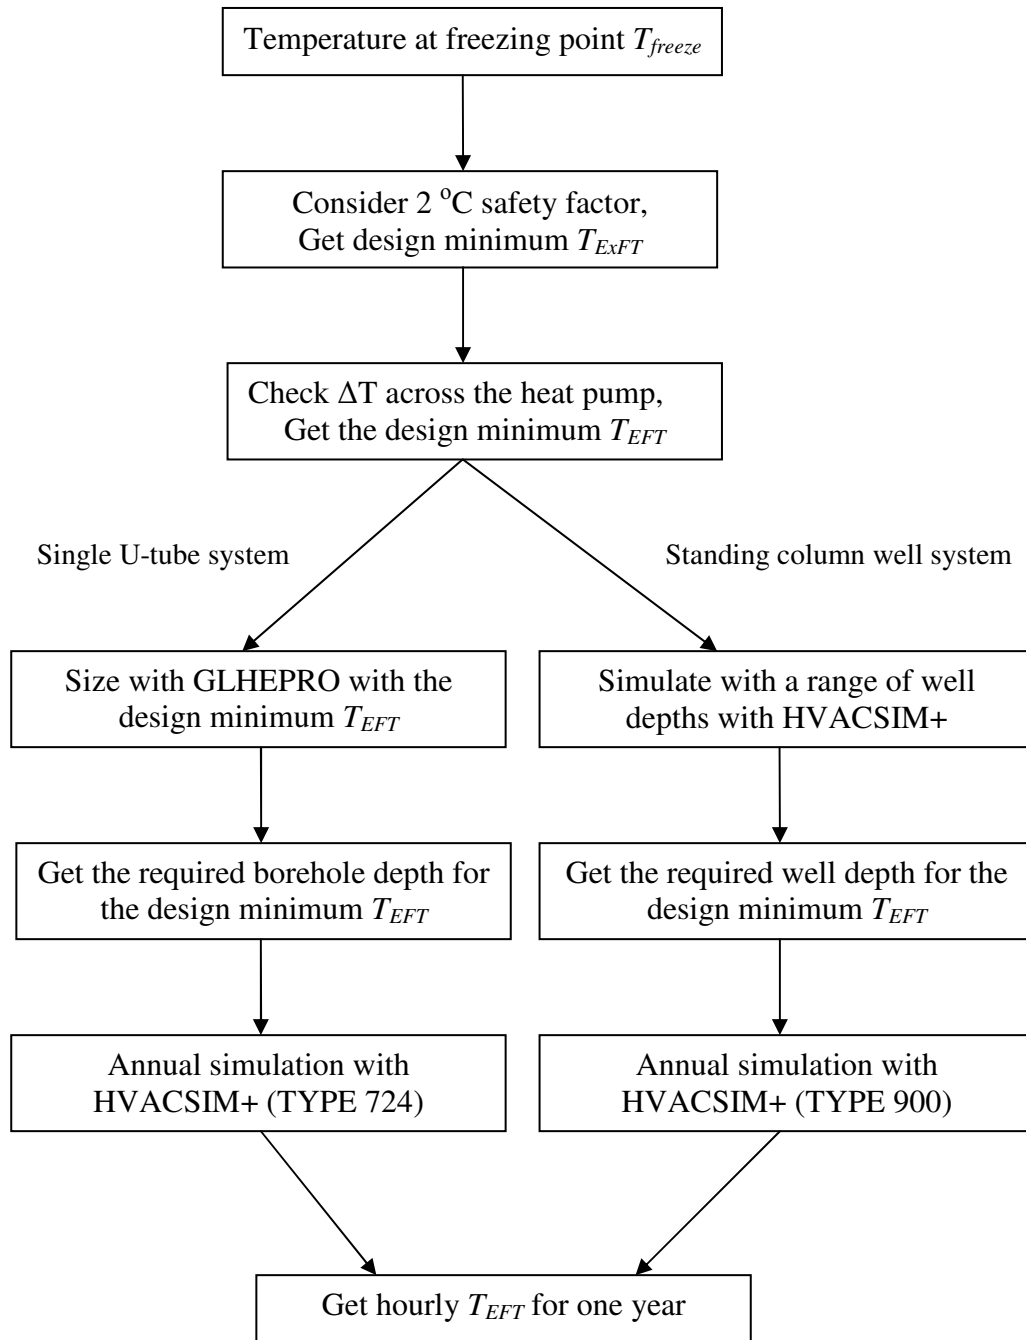 Temperature at freezing point T_freeze
Consider 2 °C safety factor,
Get design minimum T_ExFT
Check ΔT across the heat pump,
Get the design minimum T_EFT
Single U-tube system
Standing column well system
Size with GLHEPRO with the
design minimum T_EFT
Simulate with a range of well
depths with HVACSIM+
Get the required borehole depth for
the design minimum T_EFT
Get the required well depth for the
design minimum T_EFT
Annual simulation with
HVACSIM+ (TYPE 724)
Annual simulation with
HVACSIM+ (TYPE 900)
Get hourly T_EFT for one year